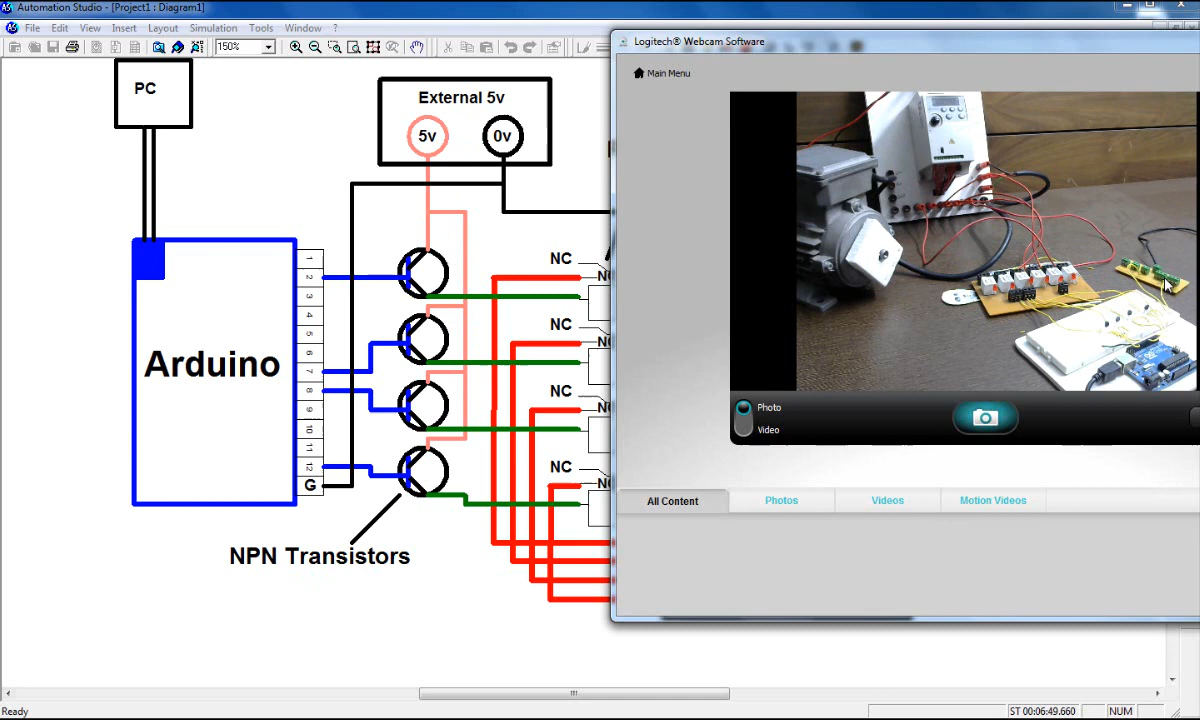 Automation Studio - [Project1 : Diagram1]
File Edit View Insert Layout Simulation Tools Window ?
150%
PC
External 5v
5v
0v
Arduino
1
2
3
4
5
6
7
8
9
10
11
12
G
NC
NC
NC
NC
NPN Transistors
Logitech® Webcam Software
Main Menu
Photo
Video
All Content
Photos
Videos
Motion Videos
Ready
ST 00:06:49.660
NUM